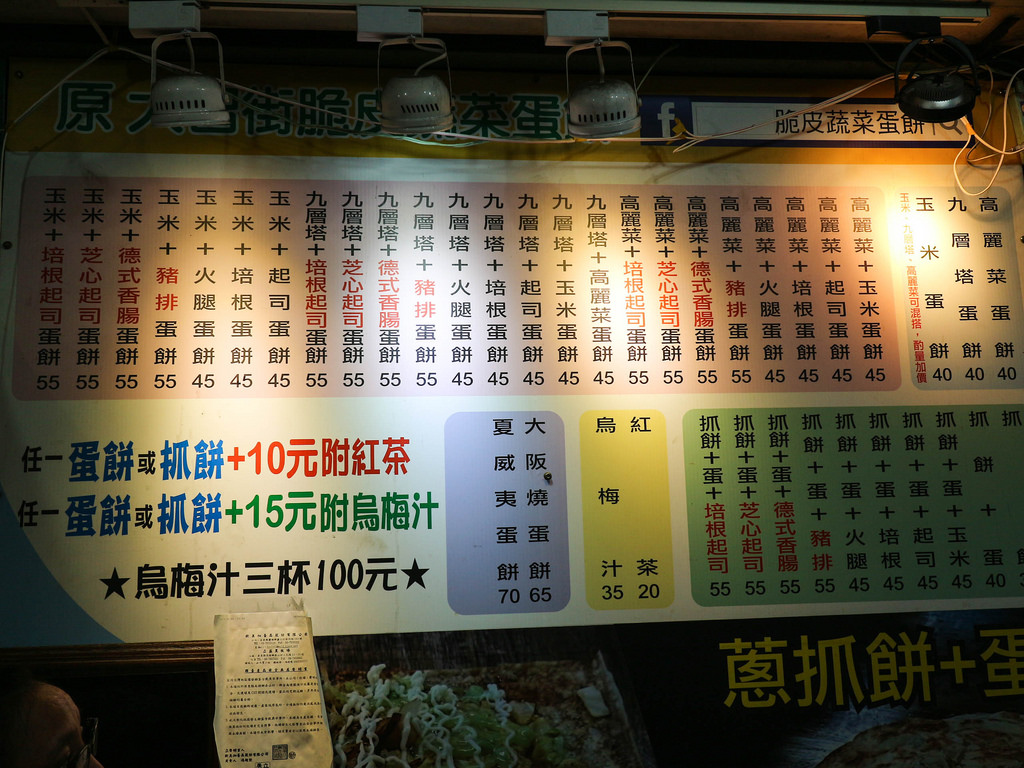 原大 街脆皮 菜蛋
脆皮蔬菜蛋餅
高麗菜蛋餅 40
九層塔蛋餅 40
玉米蛋餅 40
玉米、九層塔、高麗菜可混搭，酌量加價
高麗菜+玉米蛋餅 45
高麗菜+起司蛋餅 45
高麗菜+培根蛋餅 45
高麗菜+火腿蛋餅 45
高麗菜+豬排蛋餅 55
高麗菜+德式香腸蛋餅 55
高麗菜+芝心起司蛋餅 55
高麗菜+培根起司蛋餅 55
九層塔+高麗菜蛋餅 45
九層塔+玉米蛋餅 45
九層塔+起司蛋餅 45
九層塔+培根蛋餅 45
九層塔+火腿蛋餅 45
九層塔+豬排蛋餅 55
九層塔+德式香腸蛋餅 55
九層塔+芝心起司蛋餅 55
九層塔+培根起司蛋餅 55
玉米+起司蛋餅 45
玉米+培根蛋餅 45
玉米+火腿蛋餅 45
玉米+豬排蛋餅 55
玉米+德式香腸蛋餅 55
玉米+芝心起司蛋餅 55
玉米+培根起司蛋餅 55
任一蛋餅或抓餅+10元附紅茶
任一蛋餅或抓餅+15元附烏梅汁
★烏梅汁三杯100元★
大阪燒蛋餅 65
夏威夷蛋餅 70
紅茶 20
烏梅汁 35
抓餅 3
抓餅+蛋 40
抓餅+蛋+玉米 45
抓餅+蛋+起司 45
抓餅+蛋+培根 45
抓餅+蛋+火腿 45
抓餅+蛋+豬排 55
抓餅+蛋+德式香腸 55
抓餅+蛋+芝心起司 55
抓餅+蛋+培根起司 55
蔥抓餅+蛋